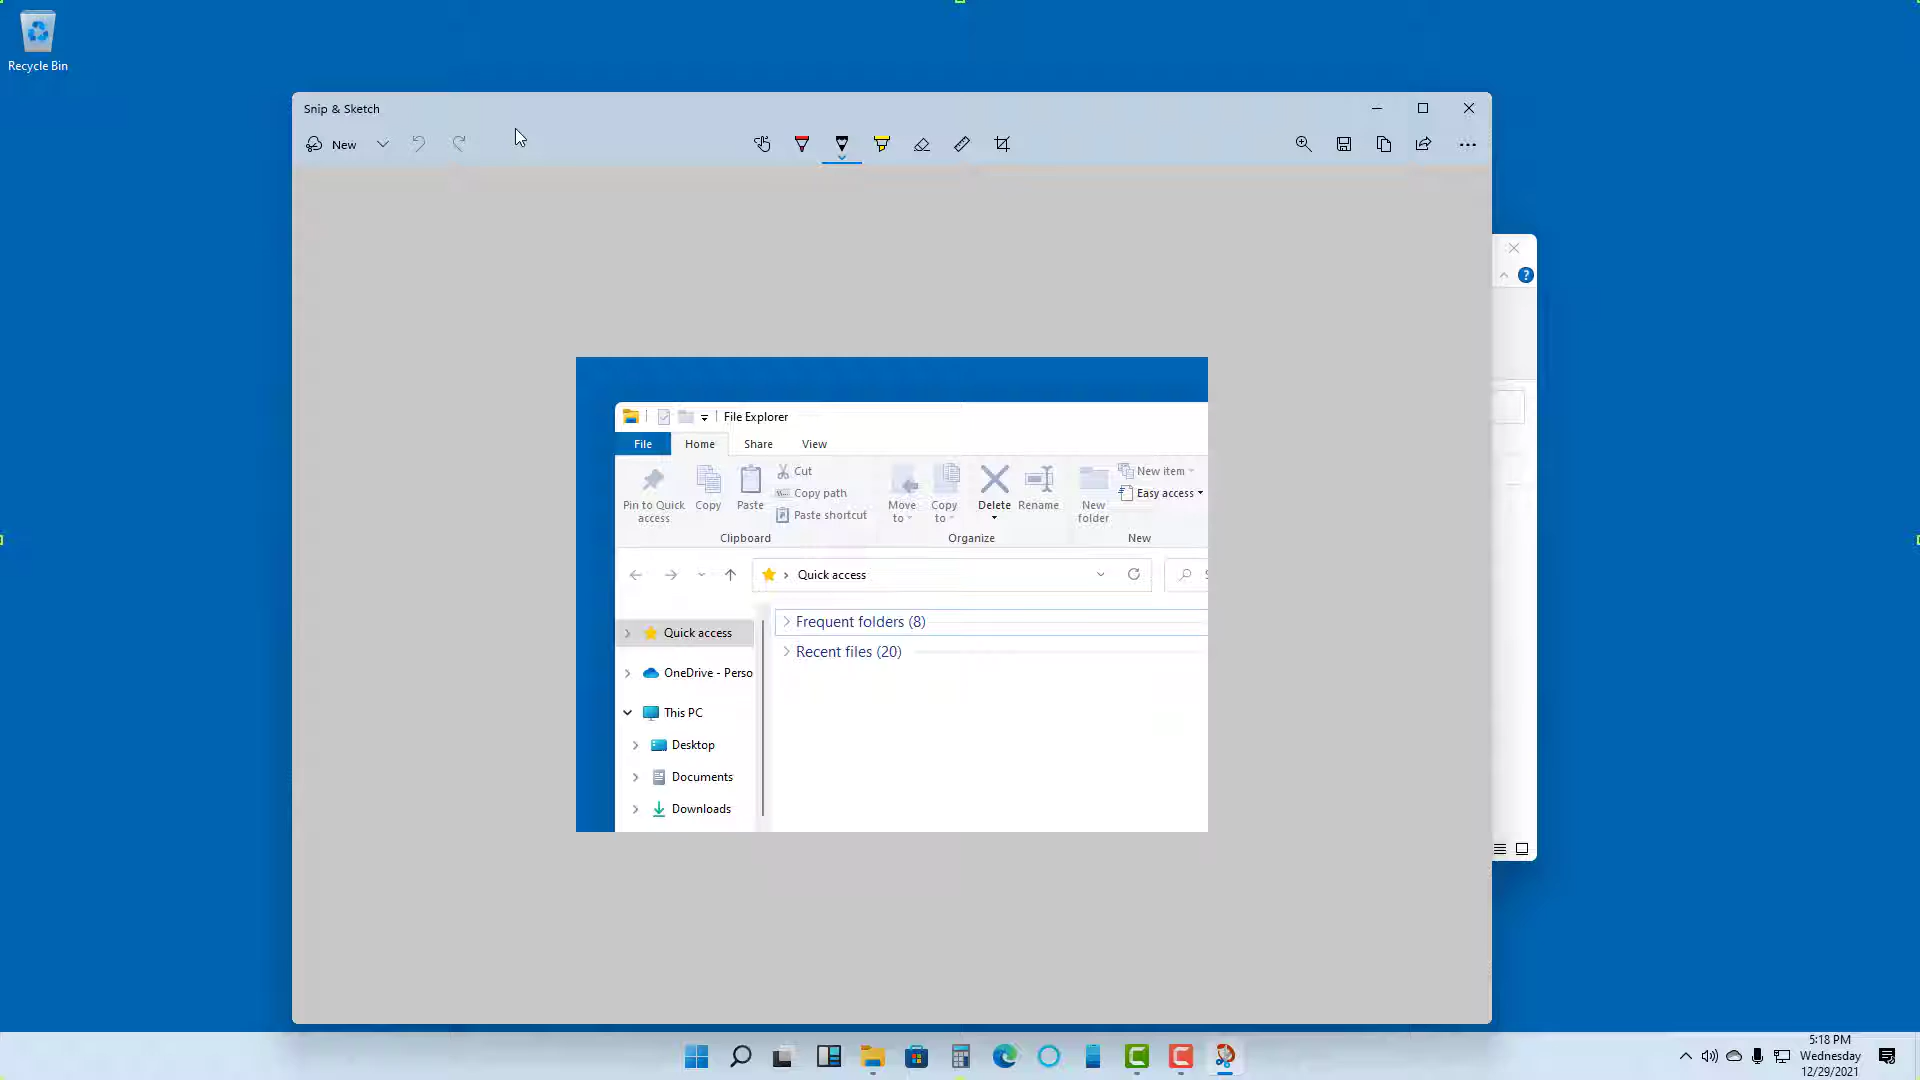 Recycle Bin
Snip & Sketch
New
File Explorer
File Home Share View
Pin to Quick access
Copy
Paste
Cut
Copy path
Paste shortcut
Move to
Copy to
Delete
Rename
New folder
New item
Easy access
Clipboard Organize New
Quick access
Quick access
OneDrive - Perso
This PC
Desktop
Documents
Downloads
Frequent folders (8)
Recent files (20)
5:18 PM
Wednesday
12/29/2021